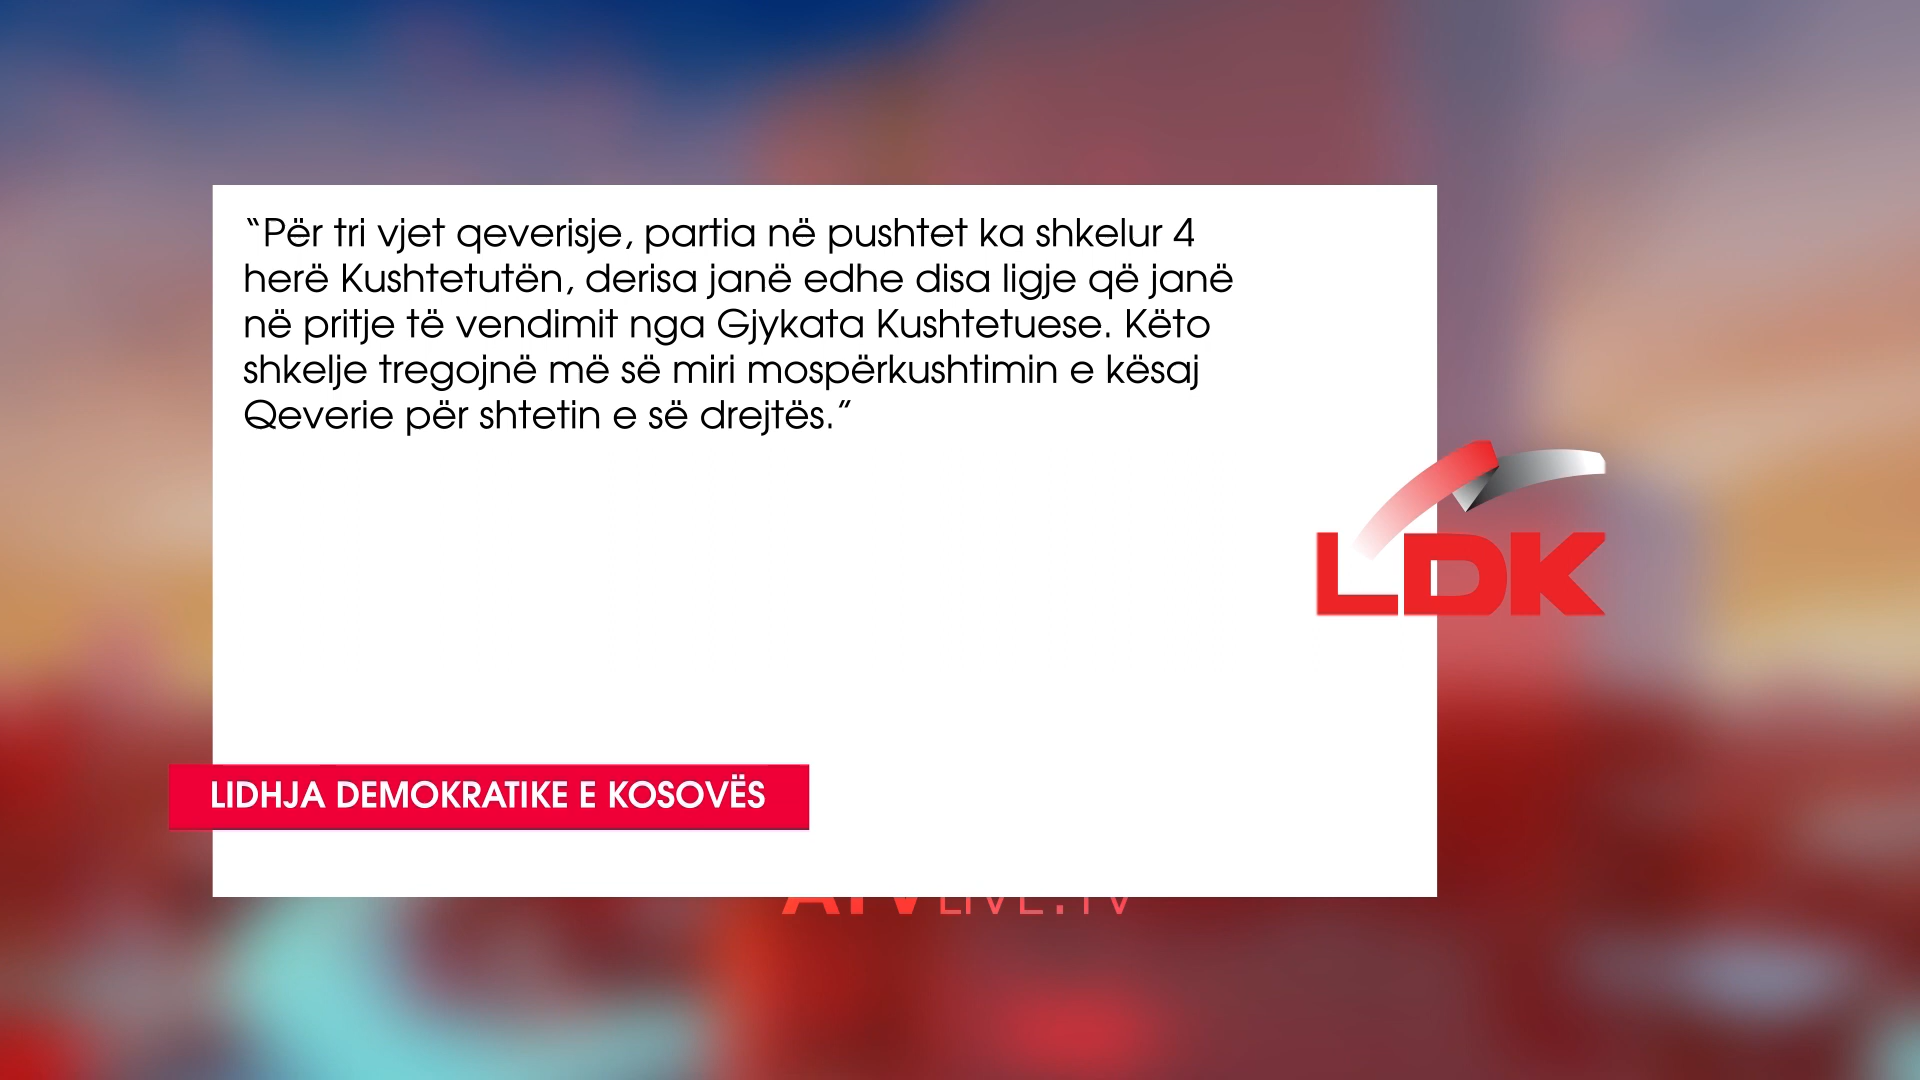 “Për tri vjet qeverisje, partia në pushtet ka shkelur 4
herë Kushtetutën, derisa janë edhe disa ligje që janë
në pritje të vendimit nga Gjykata Kushtetuese. Këto
shkelje tregojnë më së miri mospërkushtimin e kësaj
Qeverie për shtetin e së drejtës.”
LDK
LIDHJA DEMOKRATIKE E KOSOVËS
LIVE.TV